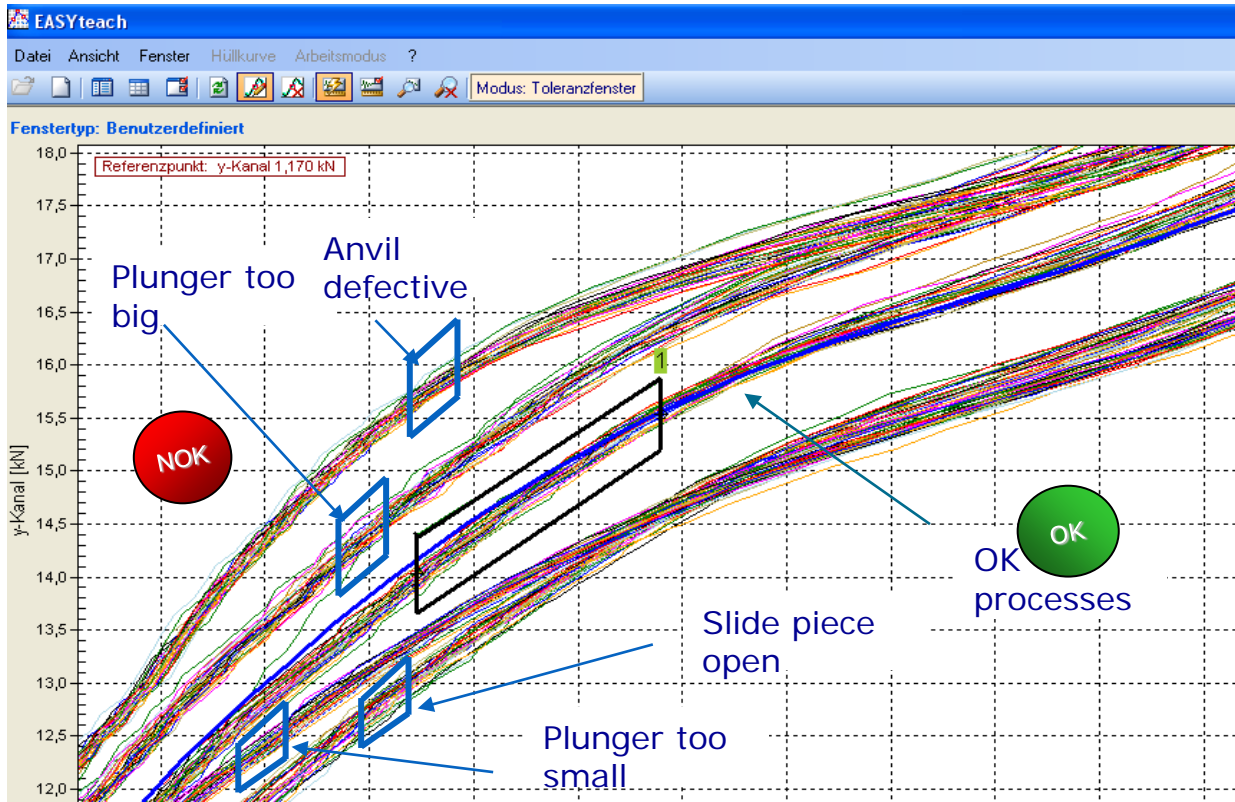 EASYteach
Datei Ansicht Fenster Hüllkurve Arbeitsmodus ?
Modus: Toleranzfenster
Fenstertyp: Benutzerdefiniert
Referenzpunkt: y-Kanal 1,170 kN
y-Kanal [kN]
18,0
17,5
17,0
16,5
16,0
15,5
15,0
14,5
14,0
13,5
13,0
12,5
12,0
Anvil
defective
Plunger too
big
1
NOK
OK
OK
processes
Slide piece
open
Plunger too
small